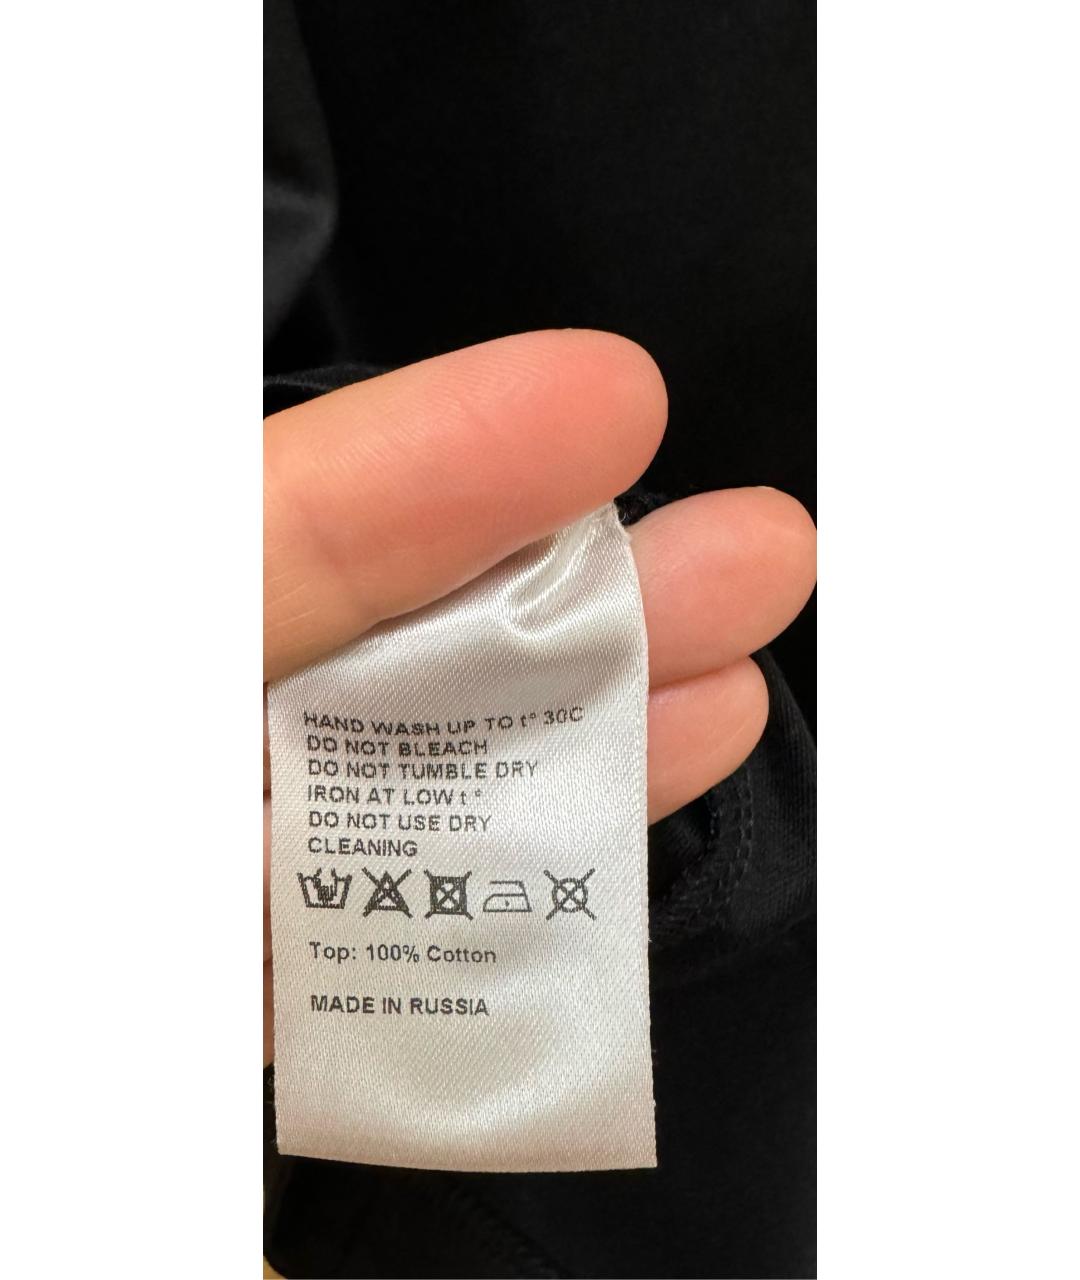 HAND WASH UP TO t° 30C
DO NOT BLEACH
DO NOT TUMBLE DRY
IRON AT LOW t °
DO NOT USE DRY
CLEANING
Top: 100% Cotton
MADE IN RUSSIA